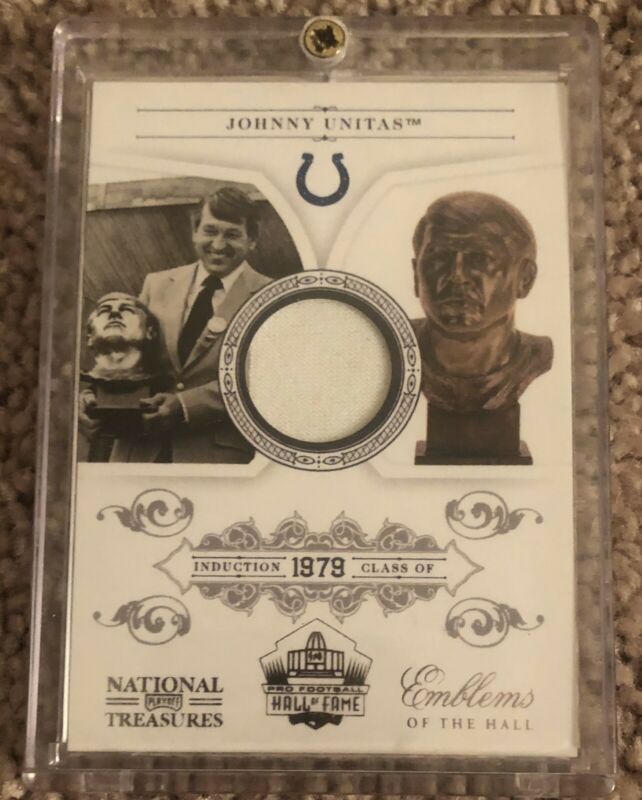 JOHNNY UNITAS™
INDUCTION 1979 CLASS OF
NATIONAL
PLAYOFF
TREASURES
PRO FOOTBALL
HALL OF FAME
Emblems
OF THE HALL